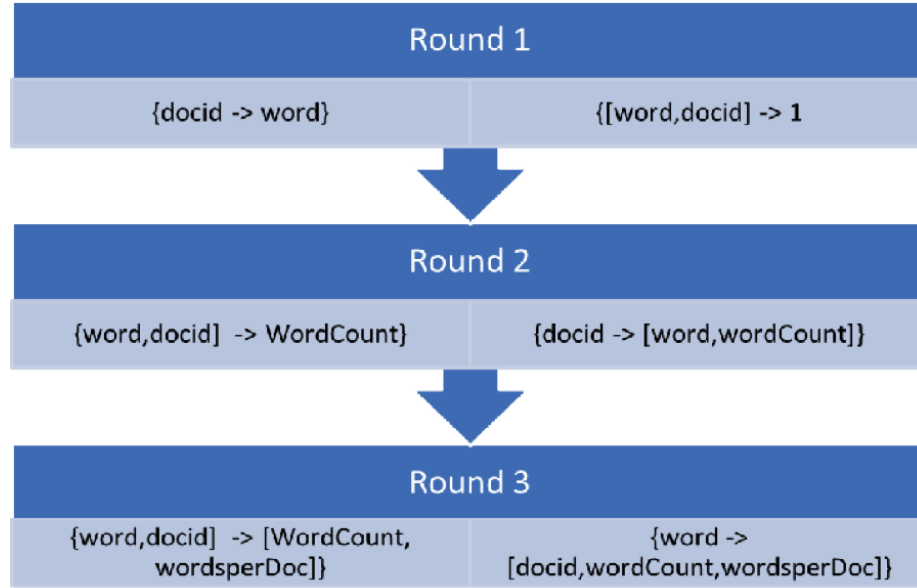 Round 1
{docid -> word}
{[word,docid] -> 1
Round 2
{word,docid]  -> WordCount}
{docid -> [word,wordCount]}
Round 3
{word,docid]  -> [WordCount,
wordsperDoc]}
{word ->
[docid,wordCount,wordsperDoc]}